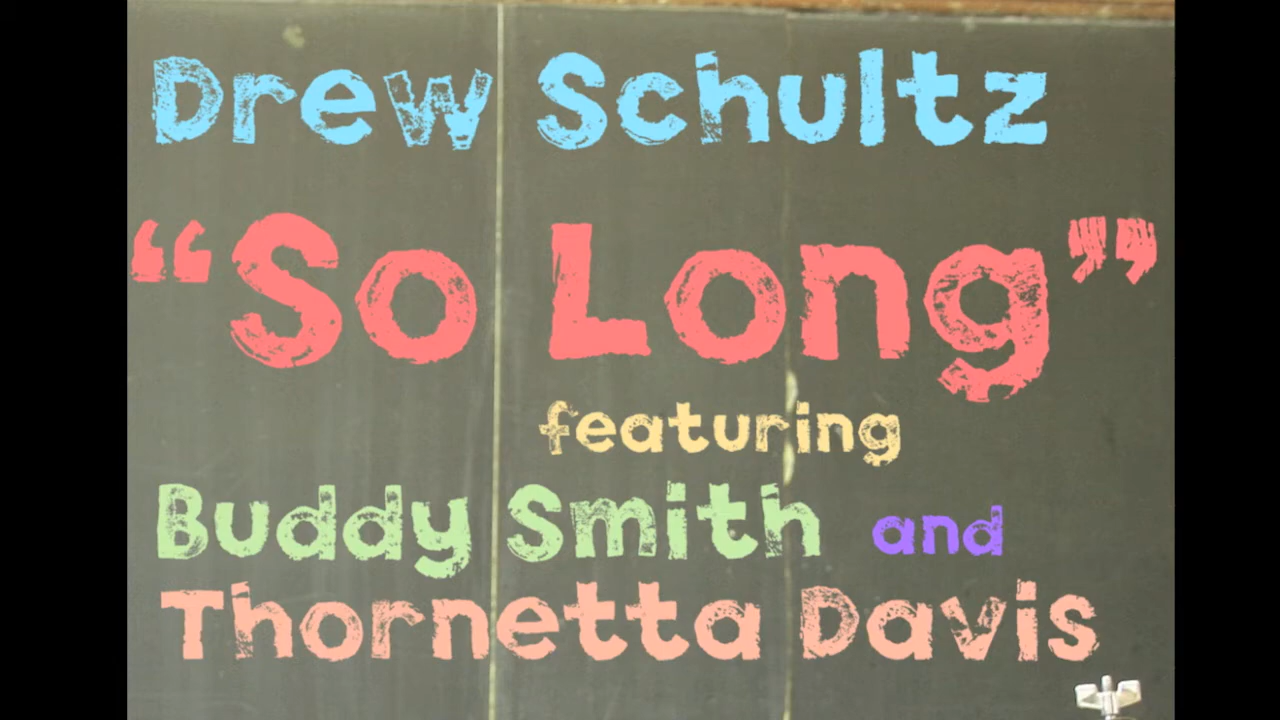 Drew Schultz
“So Long”
featuring
Buddy Smith and
Thornetta Davis